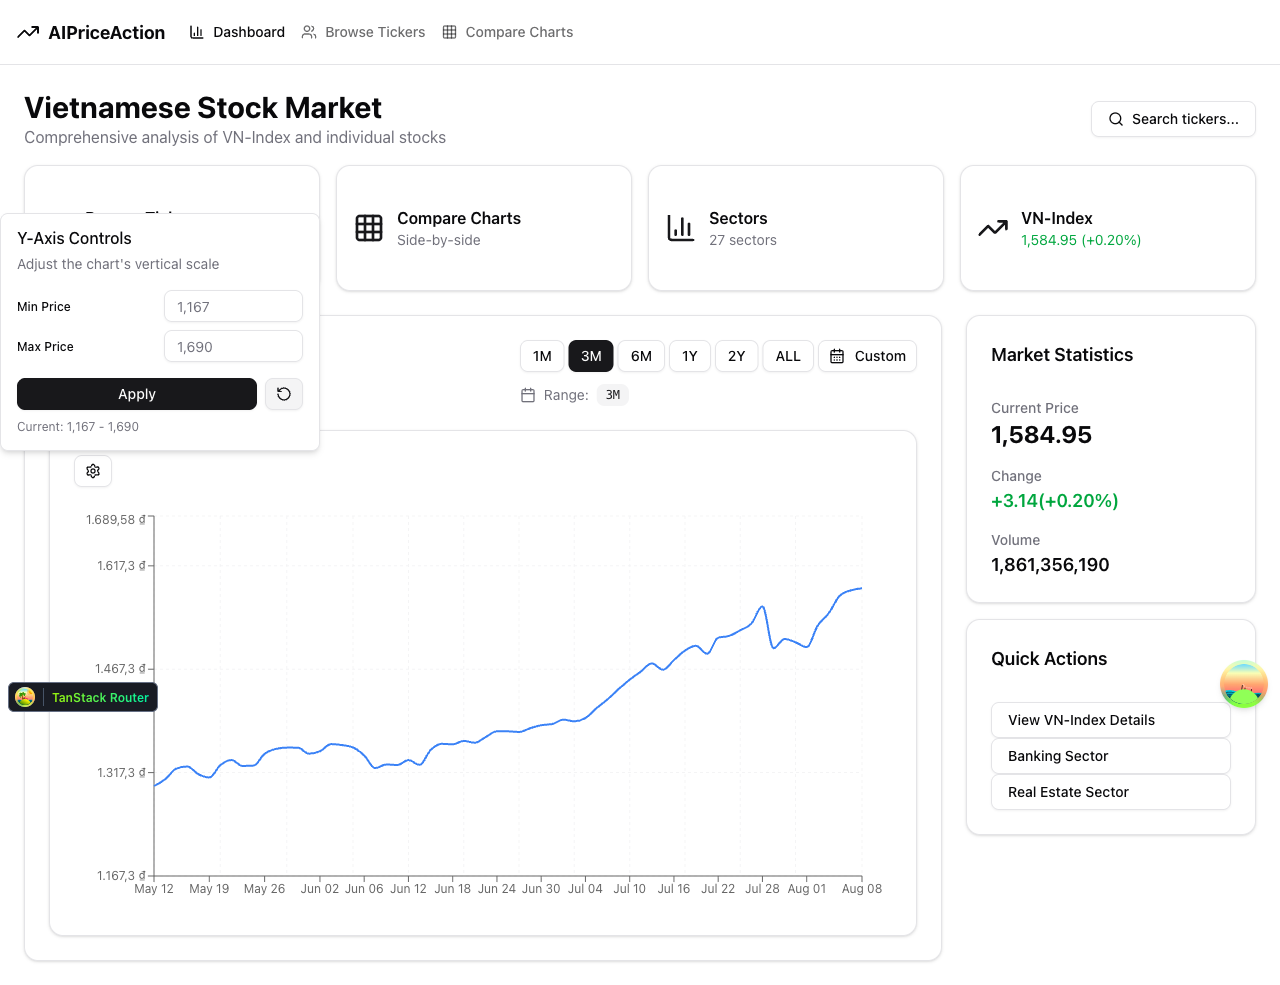 AIPriceAction
Dashboard
Browse Tickers
Compare Charts
Vietnamese Stock Market
Comprehensive analysis of VN-Index and individual stocks
Search tickers...
Compare Charts
Side-by-side
Sectors
27 sectors
VN-Index
1,584.95 (+0.20%)
Y-Axis Controls
Adjust the chart's vertical scale
Min Price
1,167
Max Price
1,690
Apply
Current: 1,167 - 1,690
1M
3M
6M
1Y
2Y
ALL
Custom
Range: 3M
1.689,58 ₫
1.617,3 ₫
1.467,3 ₫
1.317,3 ₫
1.167,3 ₫
May 12
May 19
May 26
Jun 02
Jun 06
Jun 12
Jun 18
Jun 24
Jun 30
Jul 04
Jul 10
Jul 16
Jul 22
Jul 28
Aug 01
Aug 08
TanStack Router
Market Statistics
Current Price
1,584.95
Change
+3.14(+0.20%)
Volume
1,861,356,190
Quick Actions
View VN-Index Details
Banking Sector
Real Estate Sector